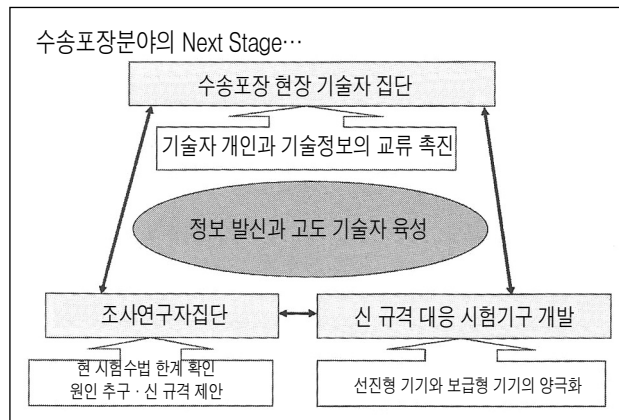 수송포장분야의 Next Stage…
수송포장 현장 기술자 집단
기술자 개인과 기술정보의 교류 촉진
정보 발신과 고도 기술자 육성
조사연구자집단
신 규격 대응 시험기구 개발
현 시험수법 한계 확인
원인 추구 · 신 규격 제안
선진형 기기와 보급형 기기의 양극화